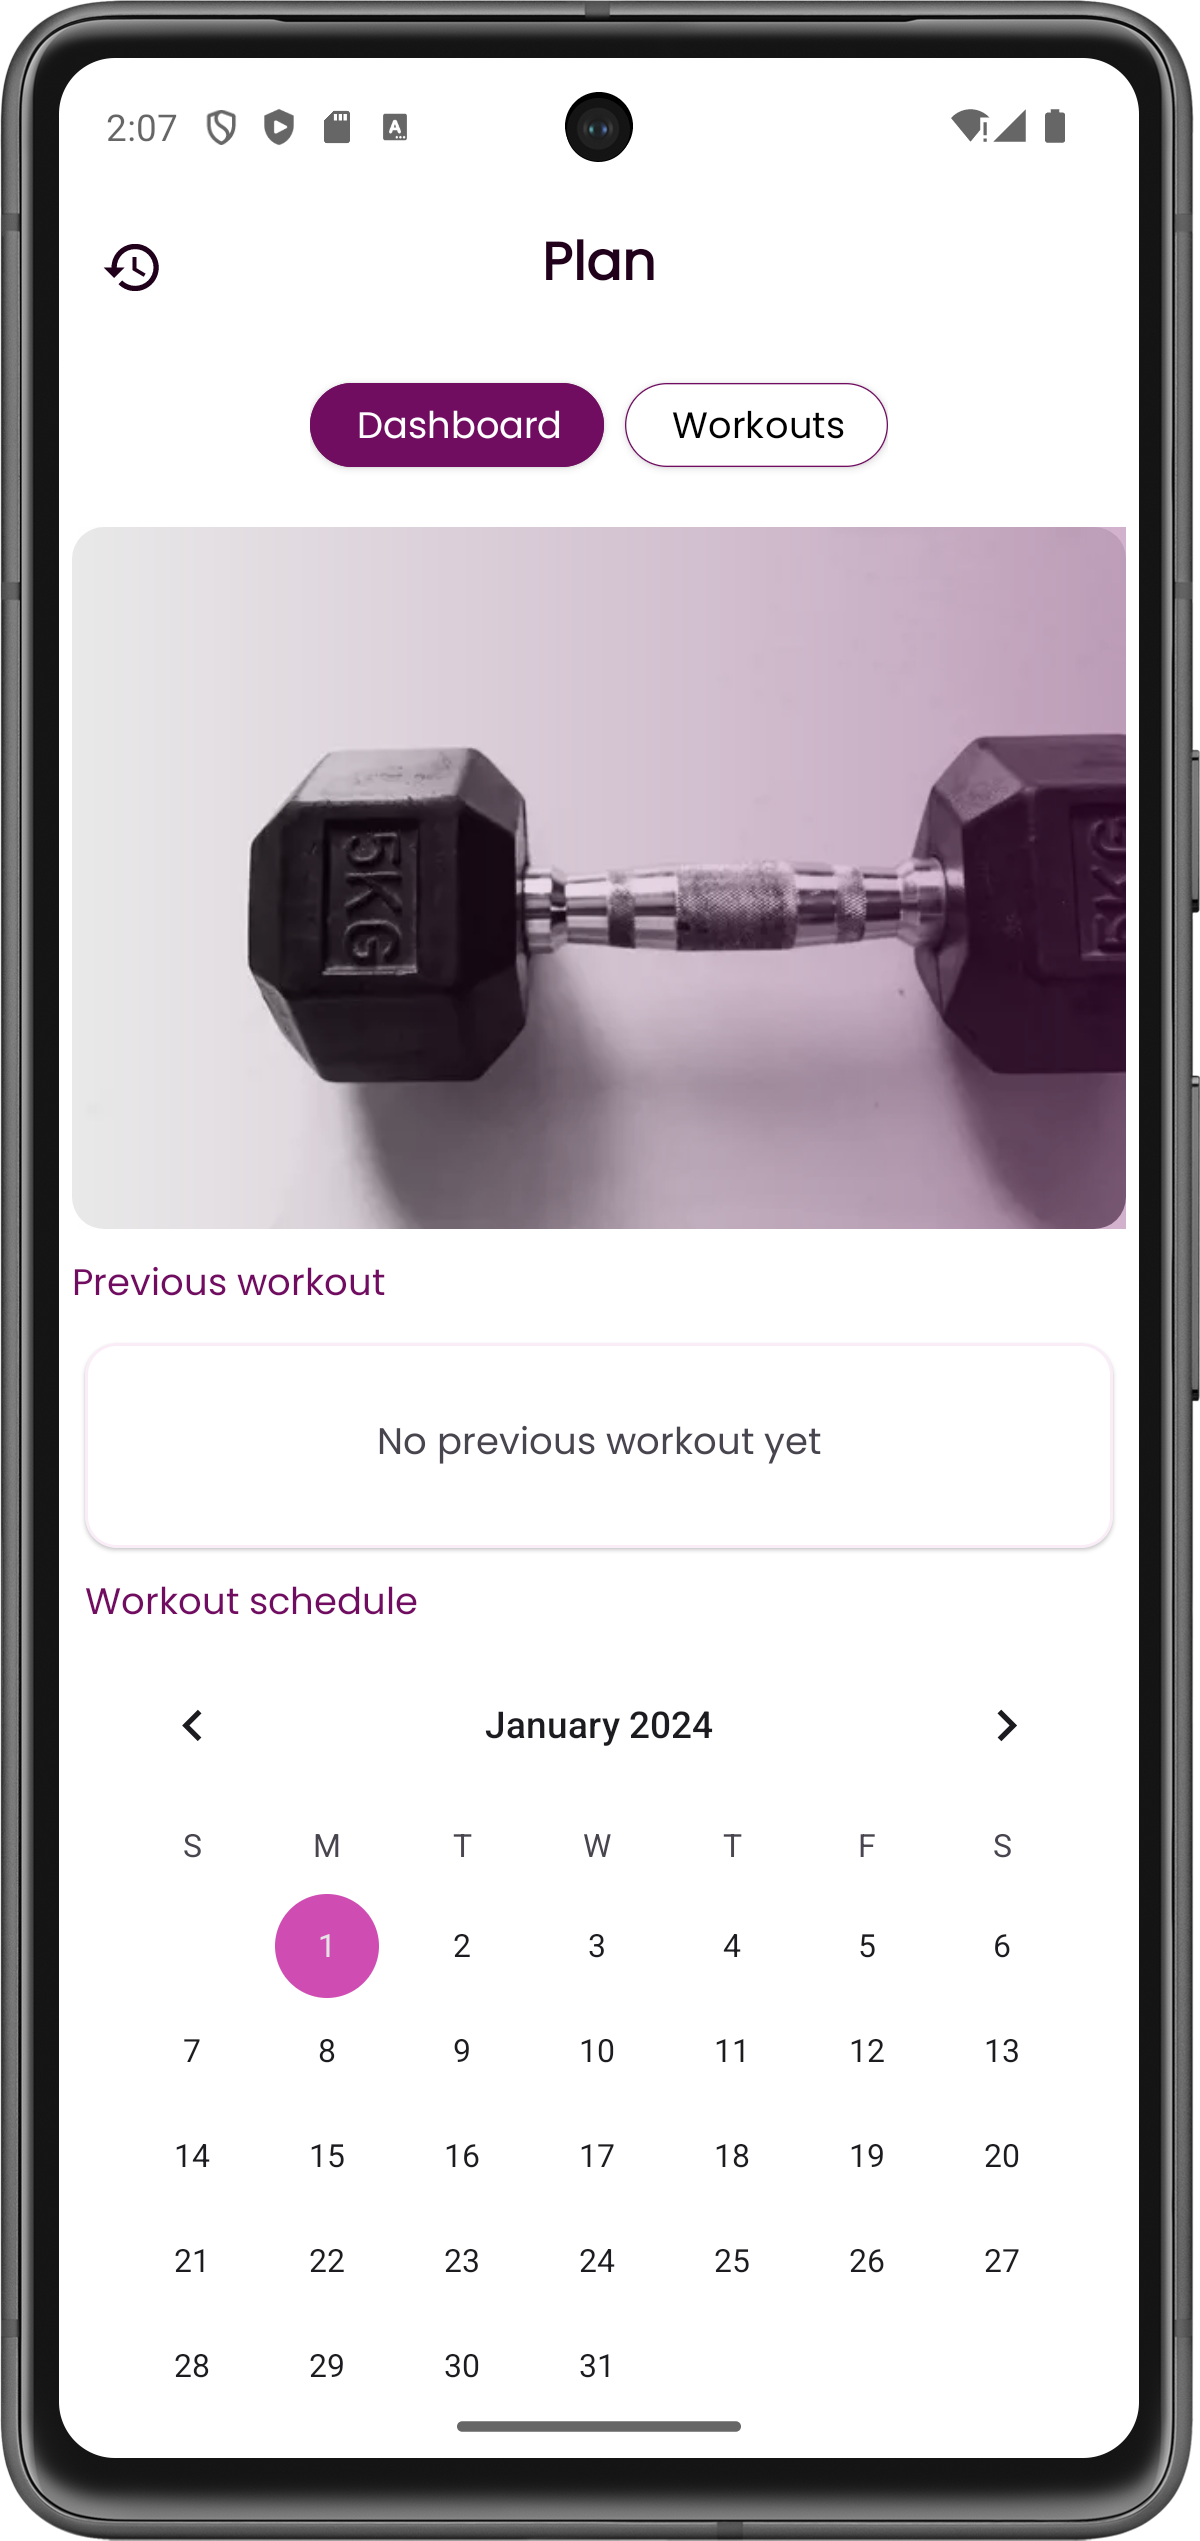 2:07
Plan
Dashboard Workouts
5KG 5KG
Previous workout
No previous workout yet
Workout schedule
January 2024
S M T W T F S
1 2 3 4 5 6
7 8 9 10 11 12 13
14 15 16 17 18 19 20
21 22 23 24 25 26 27
28 29 30 31